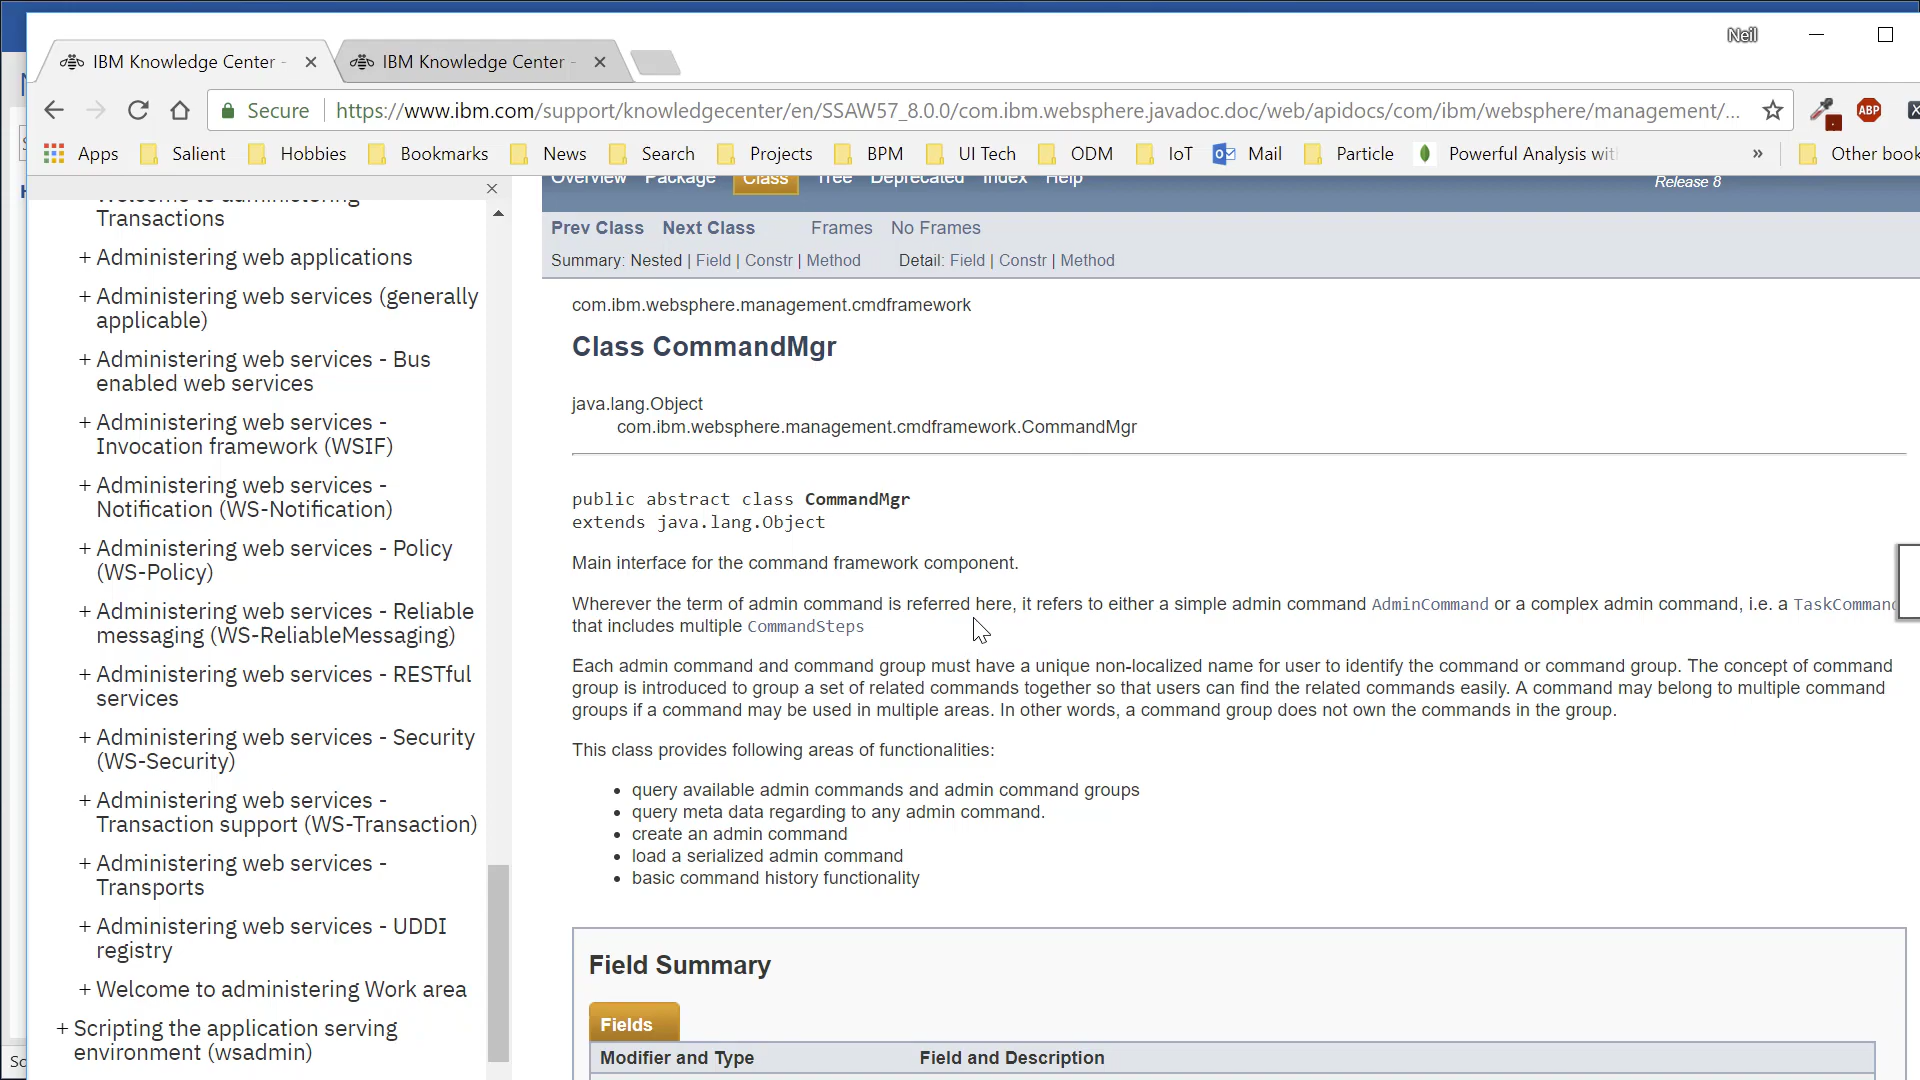 Neil
IBM Knowledge Center -
IBM Knowledge Center -
Secure
https://www.ibm.com/support/knowledgecenter/en/SSAW57_8.0.0/com.ibm.websphere.javadoc.doc/web/apidocs/com/ibm/websphere/management/...
ABP
Apps
Salient
Hobbies
Bookmarks
News
Search
Projects
BPM
UI Tech
ODM
IoT
Mail
Particle
Powerful Analysis wit
»
Other book
Welcome to administering
Transactions
+ Administering web applications
+ Administering web services (generally
applicable)
+ Administering web services - Bus
enabled web services
+ Administering web services -
Invocation framework (WSIF)
+ Administering web services -
Notification (WS-Notification)
+ Administering web services - Policy
(WS-Policy)
+ Administering web services - Reliable
messaging (WS-ReliableMessaging)
+ Administering web services - RESTful
services
+ Administering web services - Security
(WS-Security)
+ Administering web services -
Transaction support (WS-Transaction)
+ Administering web services -
Transports
+ Administering web services - UDDI
registry
+ Welcome to administering Work area
+ Scripting the application serving
environment (wsadmin)
Overview Package Class Tree Deprecated Index Help
Release 8
Prev Class Next Class Frames No Frames
Summary: Nested | Field | Constr | Method Detail: Field | Constr | Method
com.ibm.websphere.management.cmdframework
Class CommandMgr
java.lang.Object
com.ibm.websphere.management.cmdframework.CommandMgr
public abstract class CommandMgr
extends java.lang.Object
Main interface for the command framework component.
Wherever the term of admin command is referred here, it refers to either a simple admin command AdminCommand or a complex admin command, i.e. a TaskCommand
that includes multiple CommandSteps
Each admin command and command group must have a unique non-localized name for user to identify the command or command group. The concept of command
group is introduced to group a set of related commands together so that users can find the related commands easily. A command may belong to multiple command
groups if a command may be used in multiple areas. In other words, a command group does not own the commands in the group.
This class provides following areas of functionalities:
• query available admin commands and admin command groups
• query meta data regarding to any admin command.
• create an admin command
• load a serialized admin command
• basic command history functionality
Field Summary
Fields
Modifier and Type Field and Description